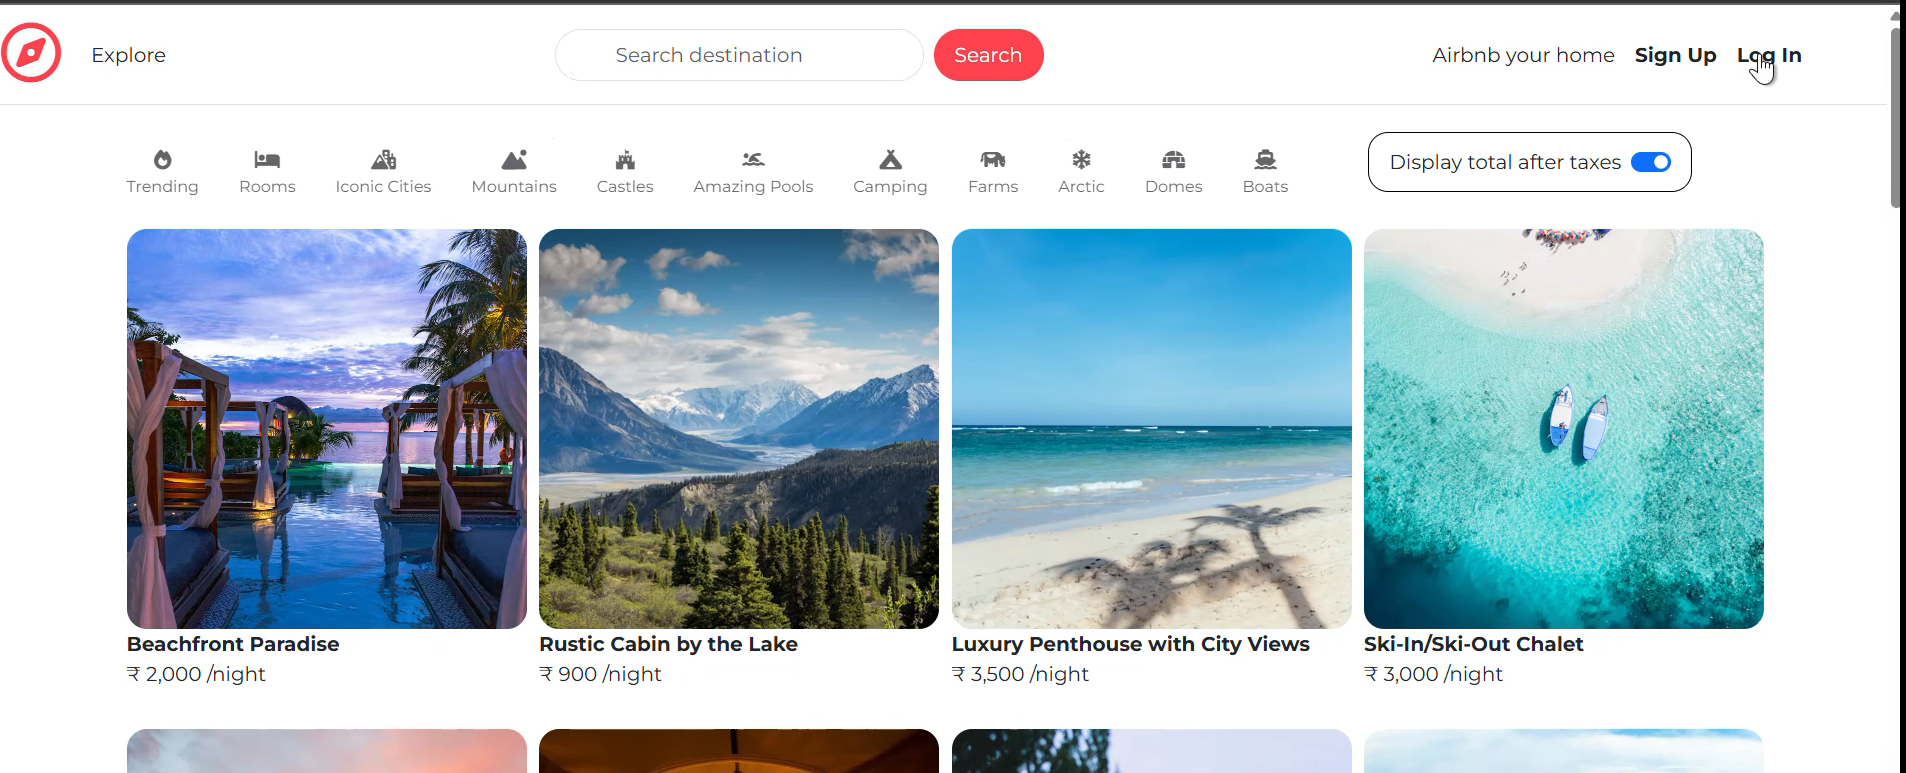 Explore
Search destination
Search
Airbnb your home
Sign Up
Log In
Trending
Rooms
Iconic Cities
Mountains
Castles
Amazing Pools
Camping
Farms
Arctic
Domes
Boats
Display total after taxes
Beachfront Paradise
₹ 2,000 /night
Rustic Cabin by the Lake
₹ 900 /night
Luxury Penthouse with City Views
₹ 3,500 /night
Ski-In/Ski-Out Chalet
₹ 3,000 /night